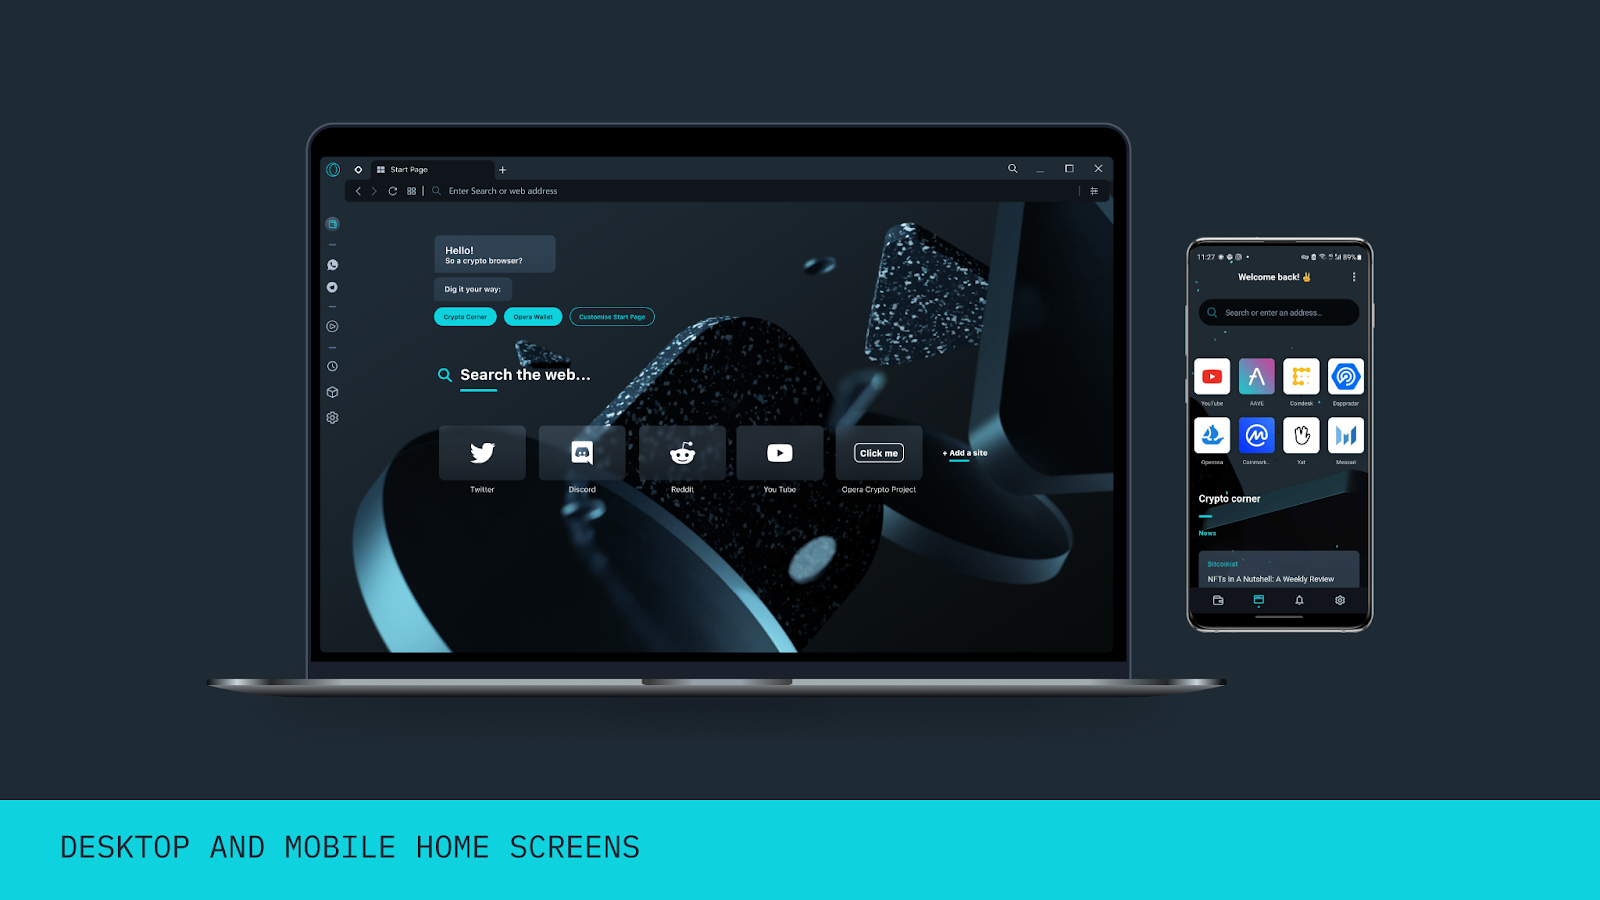 Start Page
Enter Search or web address
Hello!
So a crypto browser?
Dig it your way:
Crypto Corner
Opera Wallet
Customise Start Page
Search the web...
Click me
+ Add a site
Twitter
Discord
Reddit
You Tube
Opera Crypto Project
11:27
89%
Welcome back! ✌
Search or enter an address...
YouTube
AAVE
Coindesk
Dappradar
Opensea
Coinmark..
Yat
Messari
Crypto corner
News
Bitcoinist
NFTs In A Nutshell: A Weekly Review
DESKTOP AND MOBILE HOME SCREENS